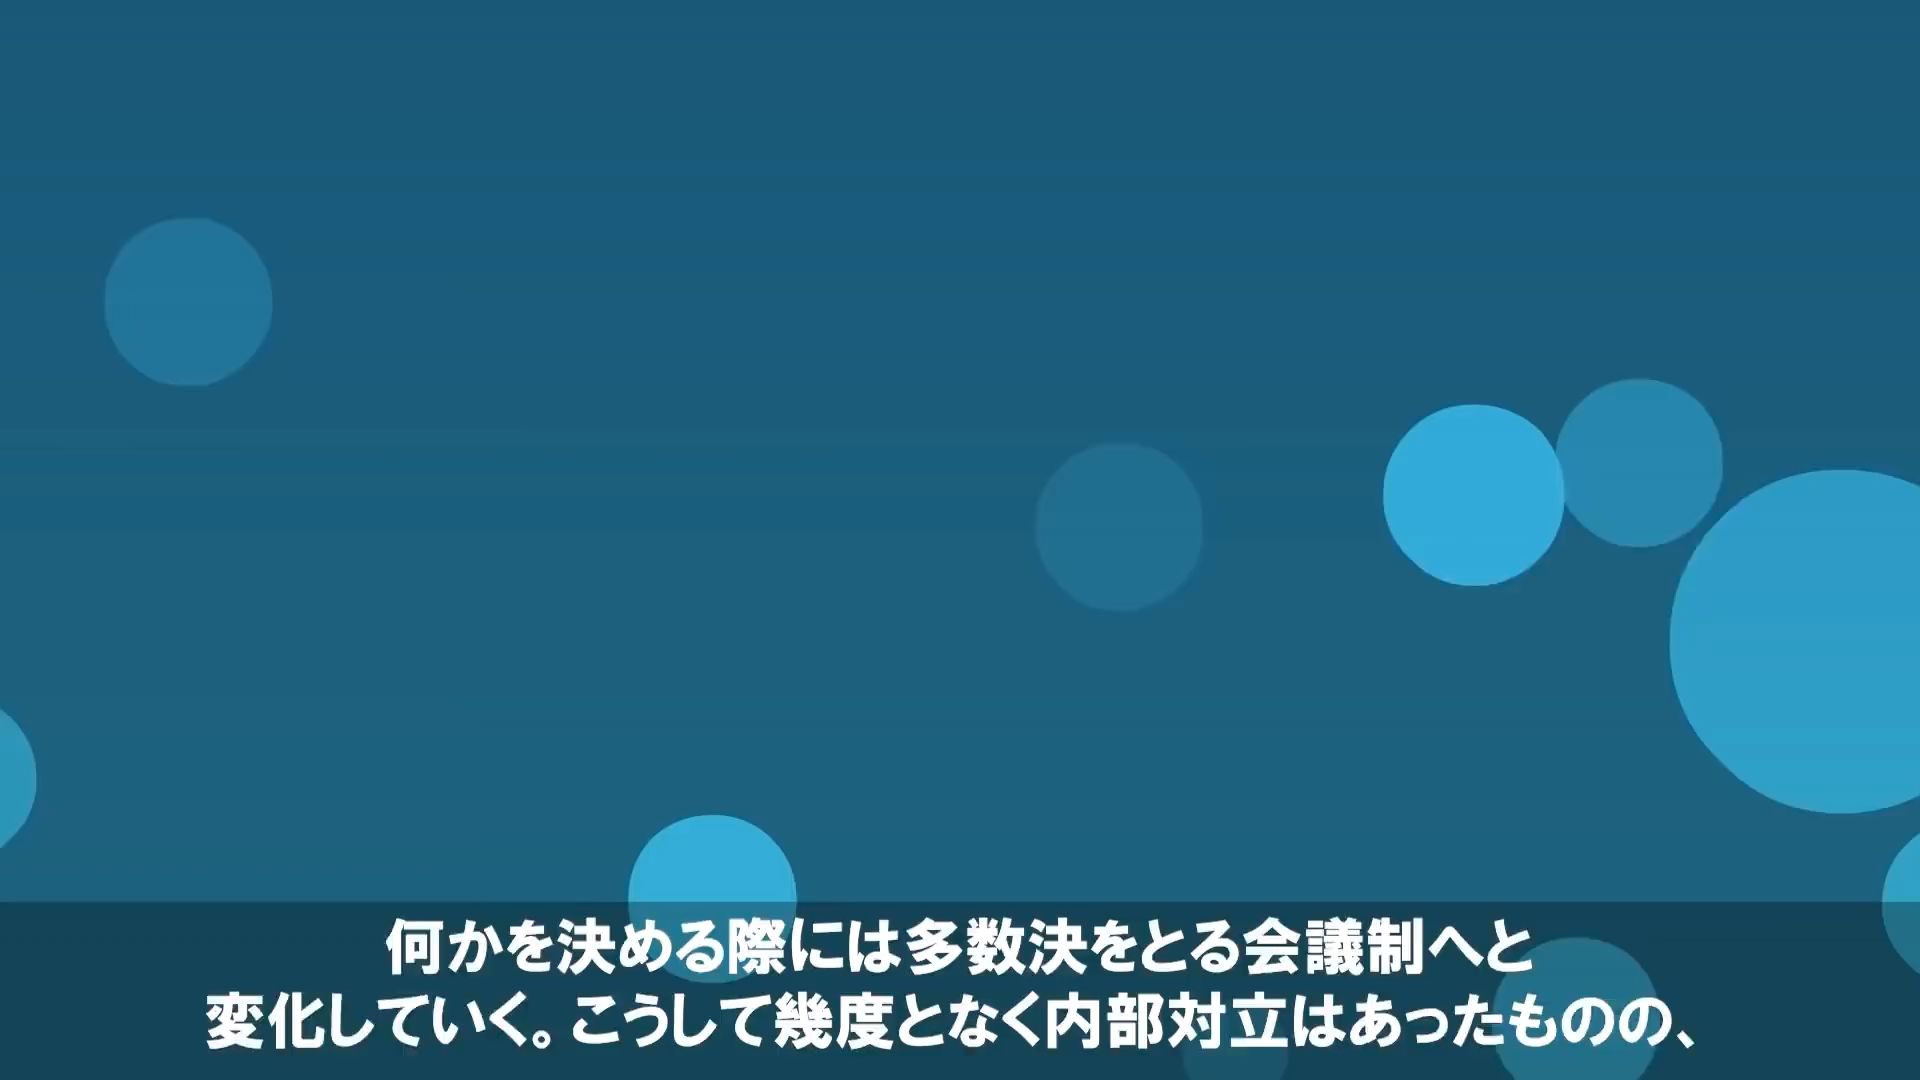 何かを決める際には多数決をとる会議制へと
変化していく。こうして幾度となく内部対立はあったものの、